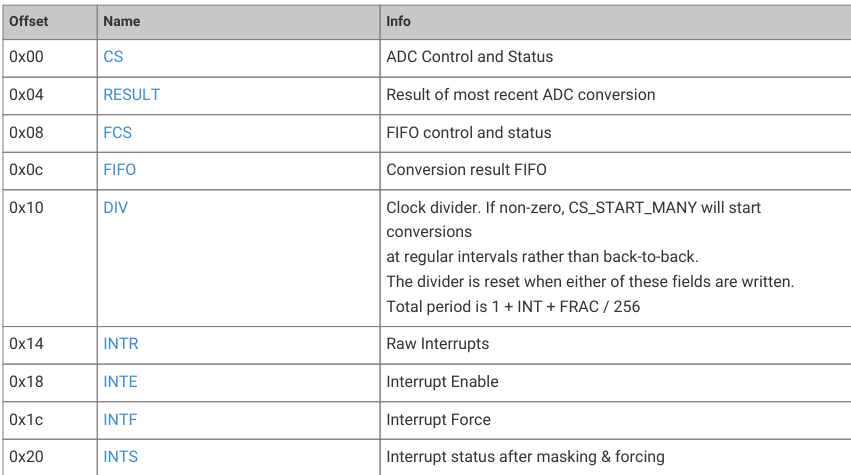 Offset Name Info
0x00 CS ADC Control and Status
0x04 RESULT Result of most recent ADC conversion
0x08 FCS FIFO control and status
0x0c FIFO Conversion result FIFO
0x10 DIV Clock divider. If non-zero, CS_START_MANY will start
conversions
at regular intervals rather than back-to-back.
The divider is reset when either of these fields are written.
Total period is 1 + INT + FRAC / 256
0x14 INTR Raw Interrupts
0x18 INTE Interrupt Enable
0x1c INTF Interrupt Force
0x20 INTS Interrupt status after masking & forcing